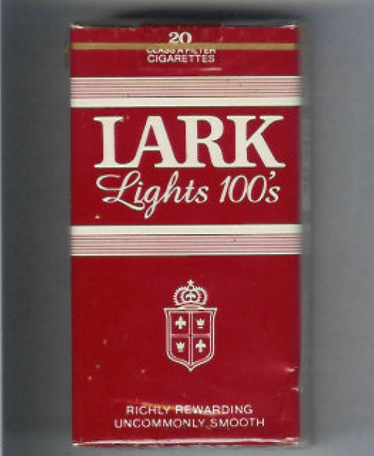 20
CLASS A FILTER
CIGARETTES
LARK
Lights 100's
RICHLY REWARDING
UNCOMMONLY SMOOTH